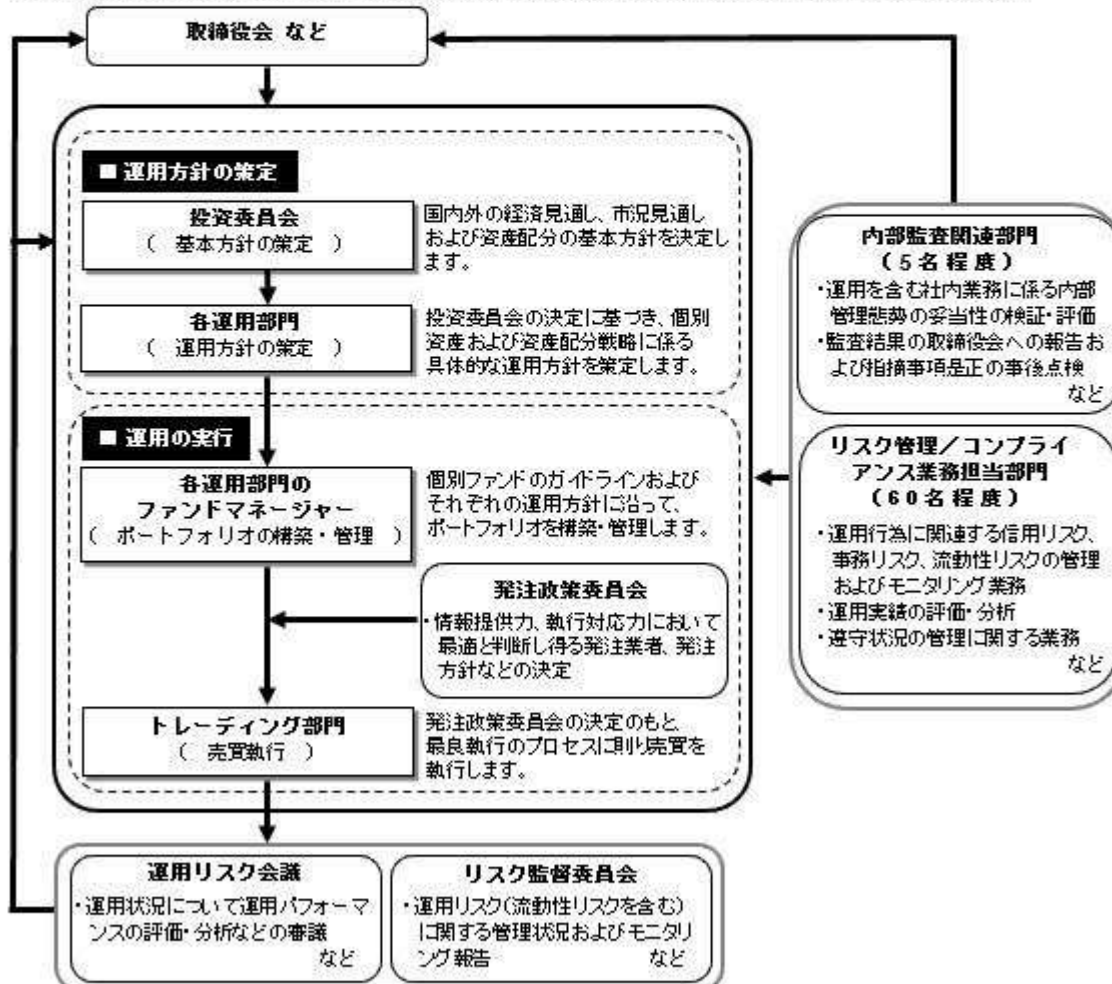 取締役会 など
■ 運用方針の策定
投資委員会
( 基本方針の策定 )
国内外の経済見通し、市況見通し
および資産配分の基本方針を決定し
ます。
各運用部門
( 運用方針の策定 )
投資委員会の決定に基づき、個別
資産および資産配分戦略に係る
具体的な運用方針を策定します。
■ 運用の実行
各運用部門の
ファンドマネージャー
( ポートフォリオの構築・管理 )
個別ファンドのガイドラインおよび
それぞれの運用方針に沿って、
ポートフォリオを構築・管理します。
発注政策委員会
・情報提供力、執行対応力において
最適と判断し得る発注業者、発注
方針などの決定
トレーディング部門
( 売買執行 )
発注政策委員会の決定のもと、
最良執行のプロセスに則り売買を
執行します。
内部監査関連部門
(5名程度)
・運用を含む社内業務に係る内部
管理態勢の妥当性の検証・評価
・監査結果の取締役会への報告お
よび指摘事項是正の事後点検
など
リスク管理/コンプライ
アンス業務担当部門
(60名程度)
・運用行為に関連する信用リスク、
事務リスク、流動性リスクの管理
およびモニタリング業務
・運用実績の評価・分析
・遵守状況の管理に関する業務
など
運用リスク会議
・運用状況について運用パフォーマ
ンスの評価・分析などの審議
など
リスク監督委員会
・運用リスク(流動性リスクを含む)
に関する管理状況およびモニタリ
ング報告 など